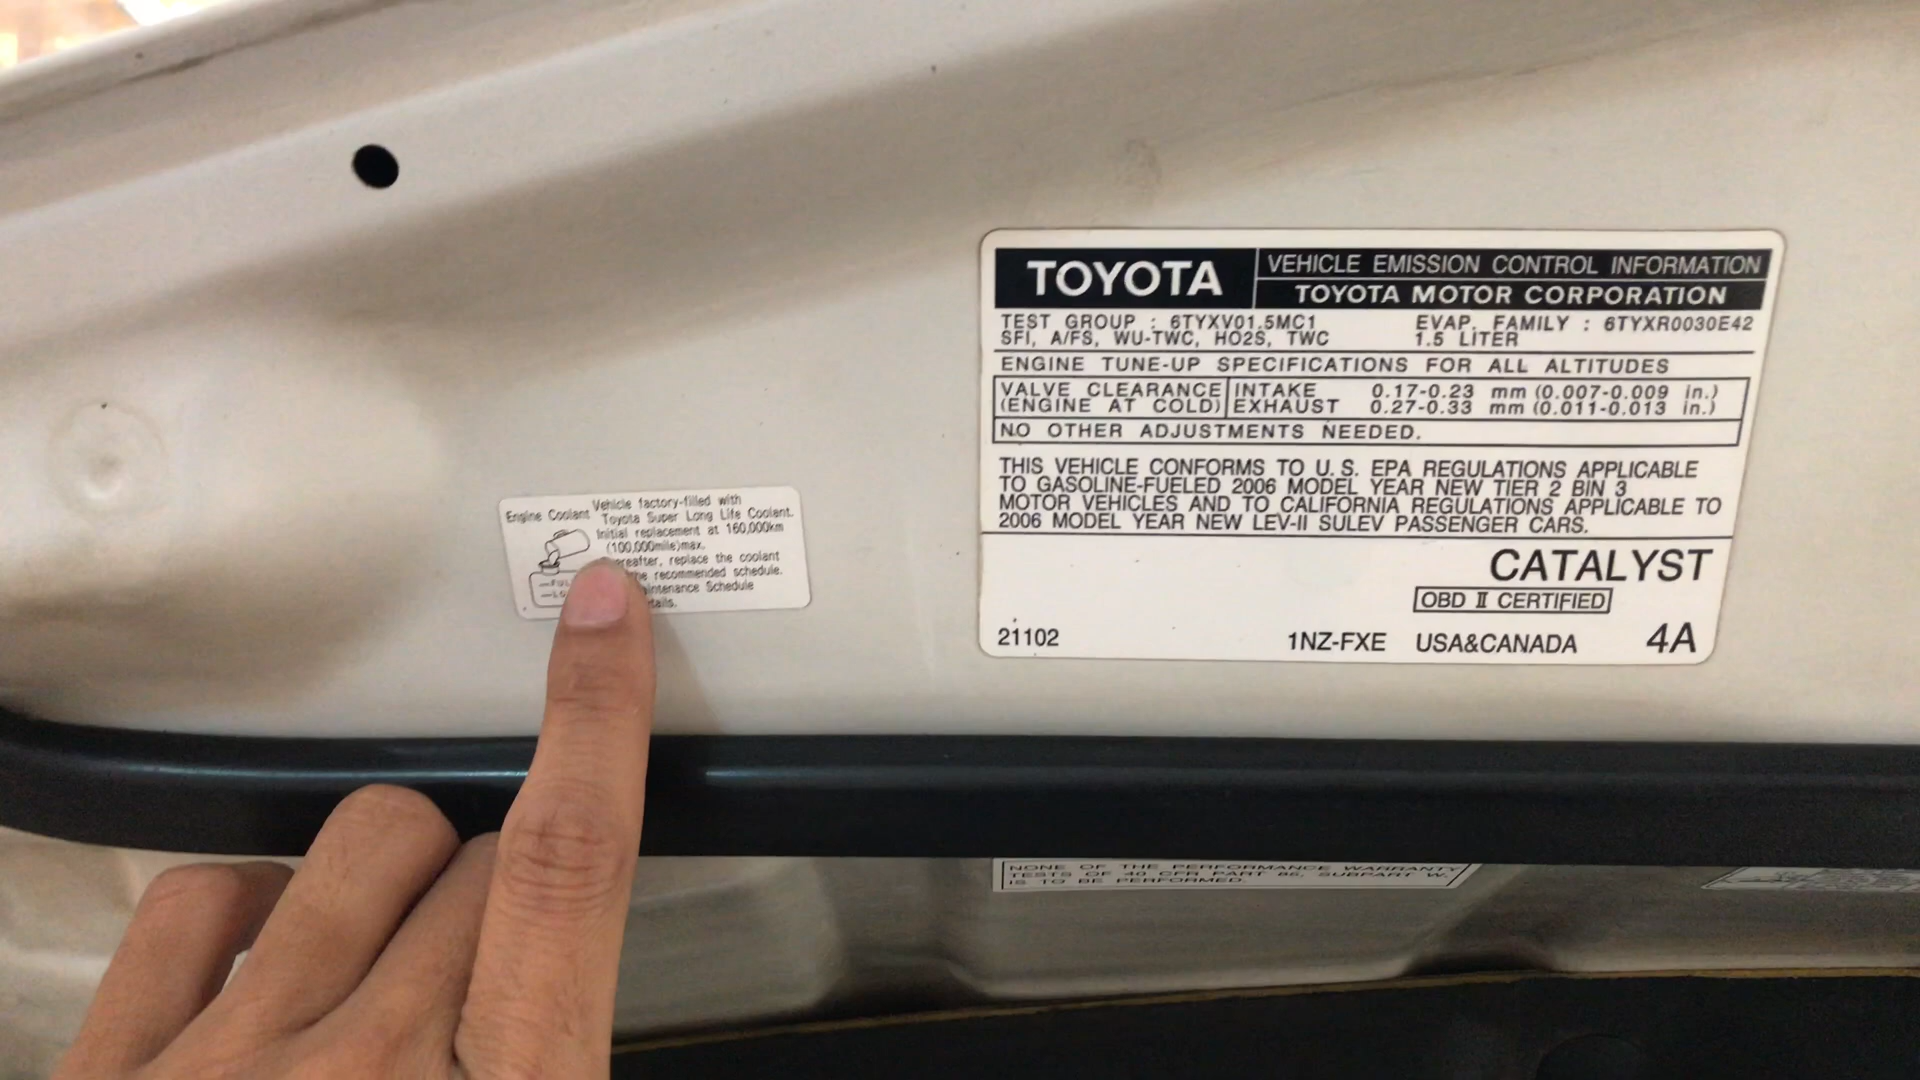 Vehicle factory-filled with
Engine Coolant Toyota Super Long Life Coolant.
Initial replacement at 160,000km
(100,000mile)max.
replace the coolant
recommended schedule.
Schedule
TOYOTA
VEHICLE EMISSION CONTROL INFORMATION
TOYOTA MOTOR CORPORATION
TEST GROUP : 6TYXV01.5MC1 EVAP. FAMILY : 6TYXR0030E42
SFI, A/FS, WU-TWC, HO2S, TWC 1.5 LITER
ENGINE TUNE-UP SPECIFICATIONS FOR ALL ALTITUDES
VALVE CLEARANCE INTAKE 0.17-0.23 mm (0.007-0.009 in.)
(ENGINE AT COLD) EXHAUST 0.27-0.33 mm (0.011-0.013 in.)
NO OTHER ADJUSTMENTS NEEDED.
THIS VEHICLE CONFORMS TO U.S. EPA REGULATIONS APPLICABLE
TO GASOLINE-FUELED 2006 MODEL YEAR NEW TIER 2 BIN 3
MOTOR VEHICLES AND TO CALIFORNIA REGULATIONS APPLICABLE TO
2006 MODEL YEAR NEW LEV-II SULEV PASSENGER CARS.
CATALYST
OBD II CERTIFIED
21102 1NZ-FXE USA&CANADA 4A
NONE OF THE PERFORMANCE WARRANTY
TESTS OF 40 CFR PART 85, SUBPART W,
IS TO BE PERFORMED.